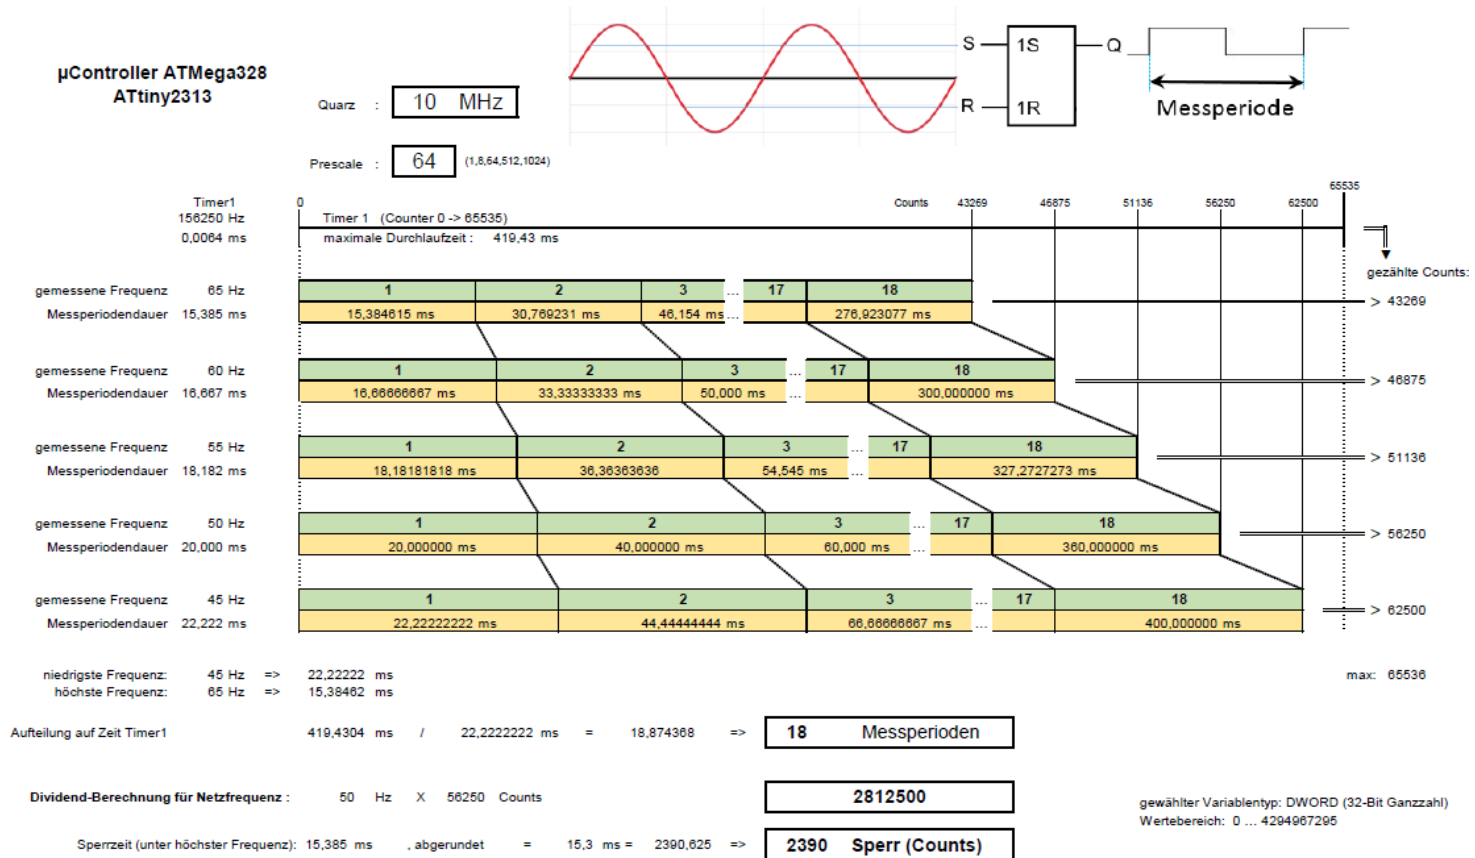 µController ATMega328
ATtiny2313
Quarz : 10 MHz
Prescale : 64 (1,8,64,512,1024)
S 1S Q
R 1R
Messperiode
Timer1
156250 Hz
0,0064 ms
0 Counts 43269 46875 51136 56250 62500 65535
Timer 1 (Counter 0 -> 65535)
maximale Durchlaufzeit : 419,43 ms
gezählte Counts:
gemessene Frequenz 65 Hz 1 2 3 ... 17 18
Messperiodendauer 15,385 ms 15,384615 ms 30,769231 ms 46,154 ms ... 276,923077 ms
> 43269
gemessene Frequenz 60 Hz 1 2 3 ... 17 18
Messperiodendauer 16,667 ms 16,66666667 ms 33,33333333 ms 50,000 ms ... 300,000000 ms
> 46875
gemessene Frequenz 55 Hz 1 2 3 ... 17 18
Messperiodendauer 18,182 ms 18,18181818 ms 36,36363636 54,545 ms ... 327,2727273 ms
> 51136
gemessene Frequenz 50 Hz 1 2 3 ... 17 18
Messperiodendauer 20,000 ms 20,000000 ms 40,000000 ms 60,000 ms ... 360,000000 ms
> 56250
gemessene Frequenz 45 Hz 1 2 3 ... 17 18
Messperiodendauer 22,222 ms 22,22222222 ms 44,44444444 ms 66,66666667 ms ... 400,000000 ms
> 62500
niedrigste Frequenz: 45 Hz => 22,22222 ms
max: 65536
höchste Frequenz: 65 Hz => 15,38462 ms
Aufteilung auf Zeit Timer1 419,4304 ms / 22,2222222 ms = 18,874368 => 18 Messperioden
Dividend-Berechnung für Netzfrequenz : 50 Hz X 56250 Counts 2812500
gewählter Variablentyp: DWORD (32-Bit Ganzzahl)
Wertebereich: 0 ... 4294967295
Sperrzeit (unter höchster Frequenz): 15,385 ms , abgerundet = 15,3 ms = 2390,625 => 2390 Sperr (Counts)